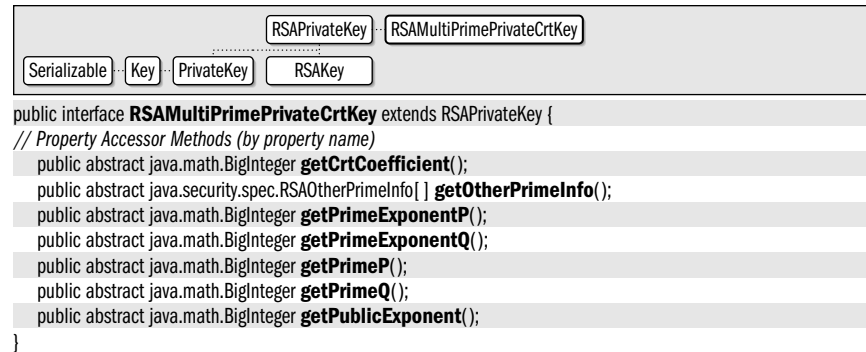 RSAPrivateKey RSAMultiPrimePrivateCrtKey
Serializable Key PrivateKey RSAKey
public interface RSAMultiPrimePrivateCrtKey extends RSAPrivateKey {
// Property Accessor Methods (by property name)
public abstract java.math.BigInteger getCrtCoefficient();
public abstract java.security.spec.RSAOtherPrimeInfo[ ] getOtherPrimeInfo();
public abstract java.math.BigInteger getPrimeExponentP();
public abstract java.math.BigInteger getPrimeExponentQ();
public abstract java.math.BigInteger getPrimeP();
public abstract java.math.BigInteger getPrimeQ();
public abstract java.math.BigInteger getPublicExponent();
}